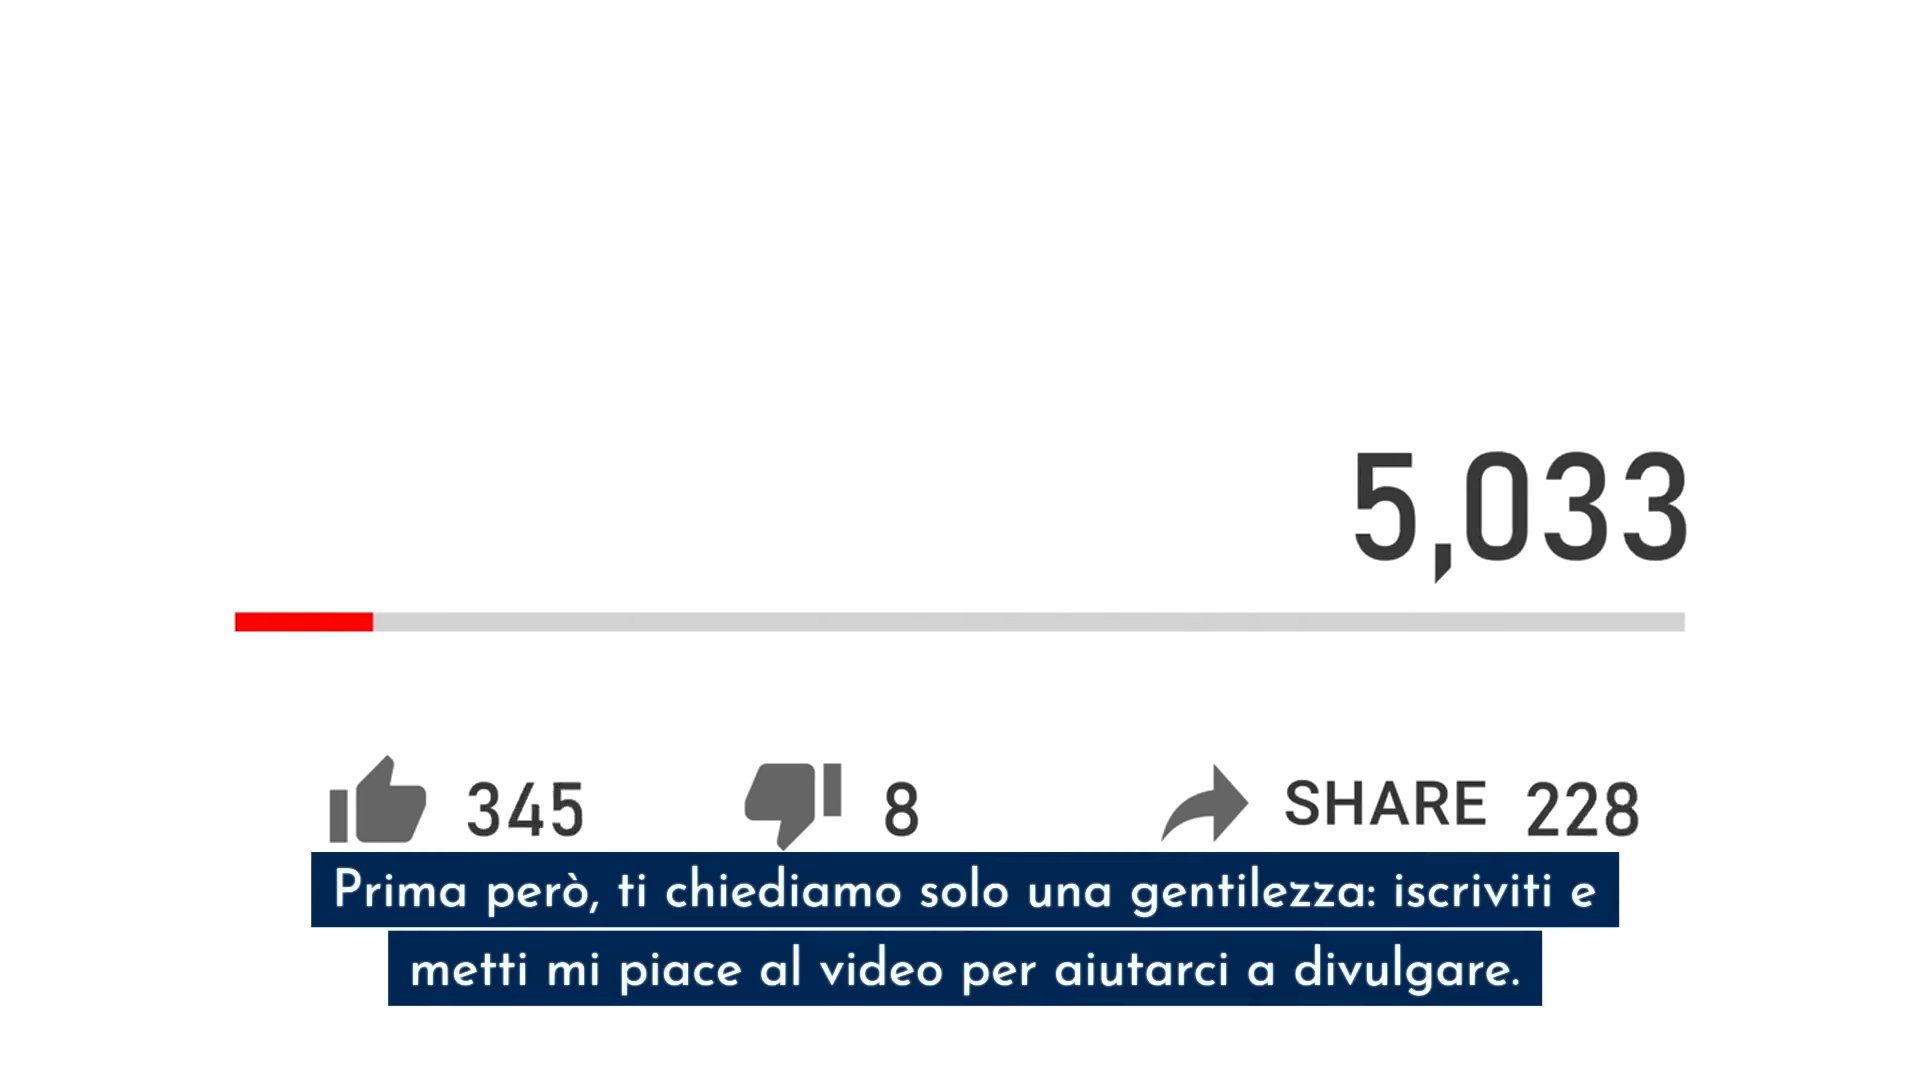 5,033
345 8 SHARE 228
Prima però, ti chiediamo solo una gentilezza: iscriviti e
metti mi piace al video per aiutarci a divulgare.